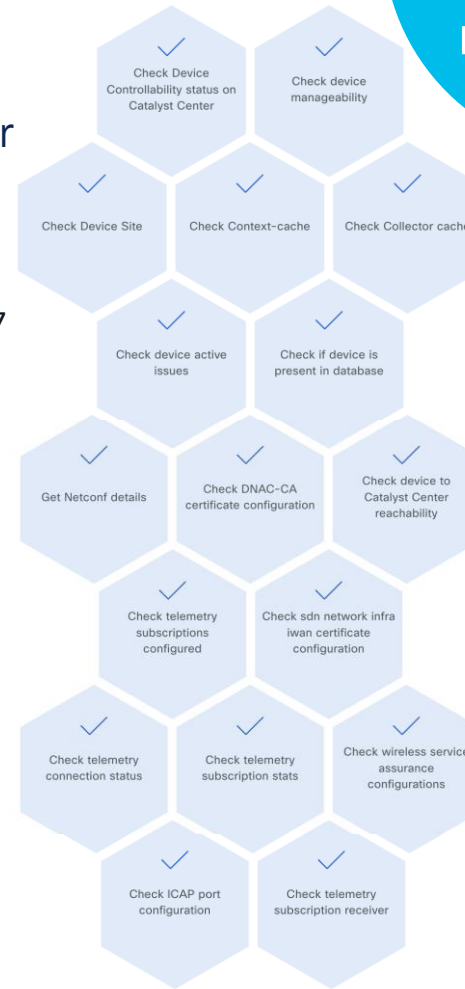 Check Device
Controllability status on
Catalyst Center
Check device
manageability
r
Check Device Site
Check Context-cache
Check Collector cache
Check device active
issues
Check if device is
present in database
Get Netconf details
Check DNAC-CA
certificate configuration
Check device to
Catalyst Center
reachability
Check telemetry
subscriptions
configured
Check sdn network infra
iwan certificate
configuration
Check telemetry
connection status
Check telemetry
subscription stats
Check wireless service
assurance
configurations
Check ICAP port
configuration
Check telemetry
subscription receiver